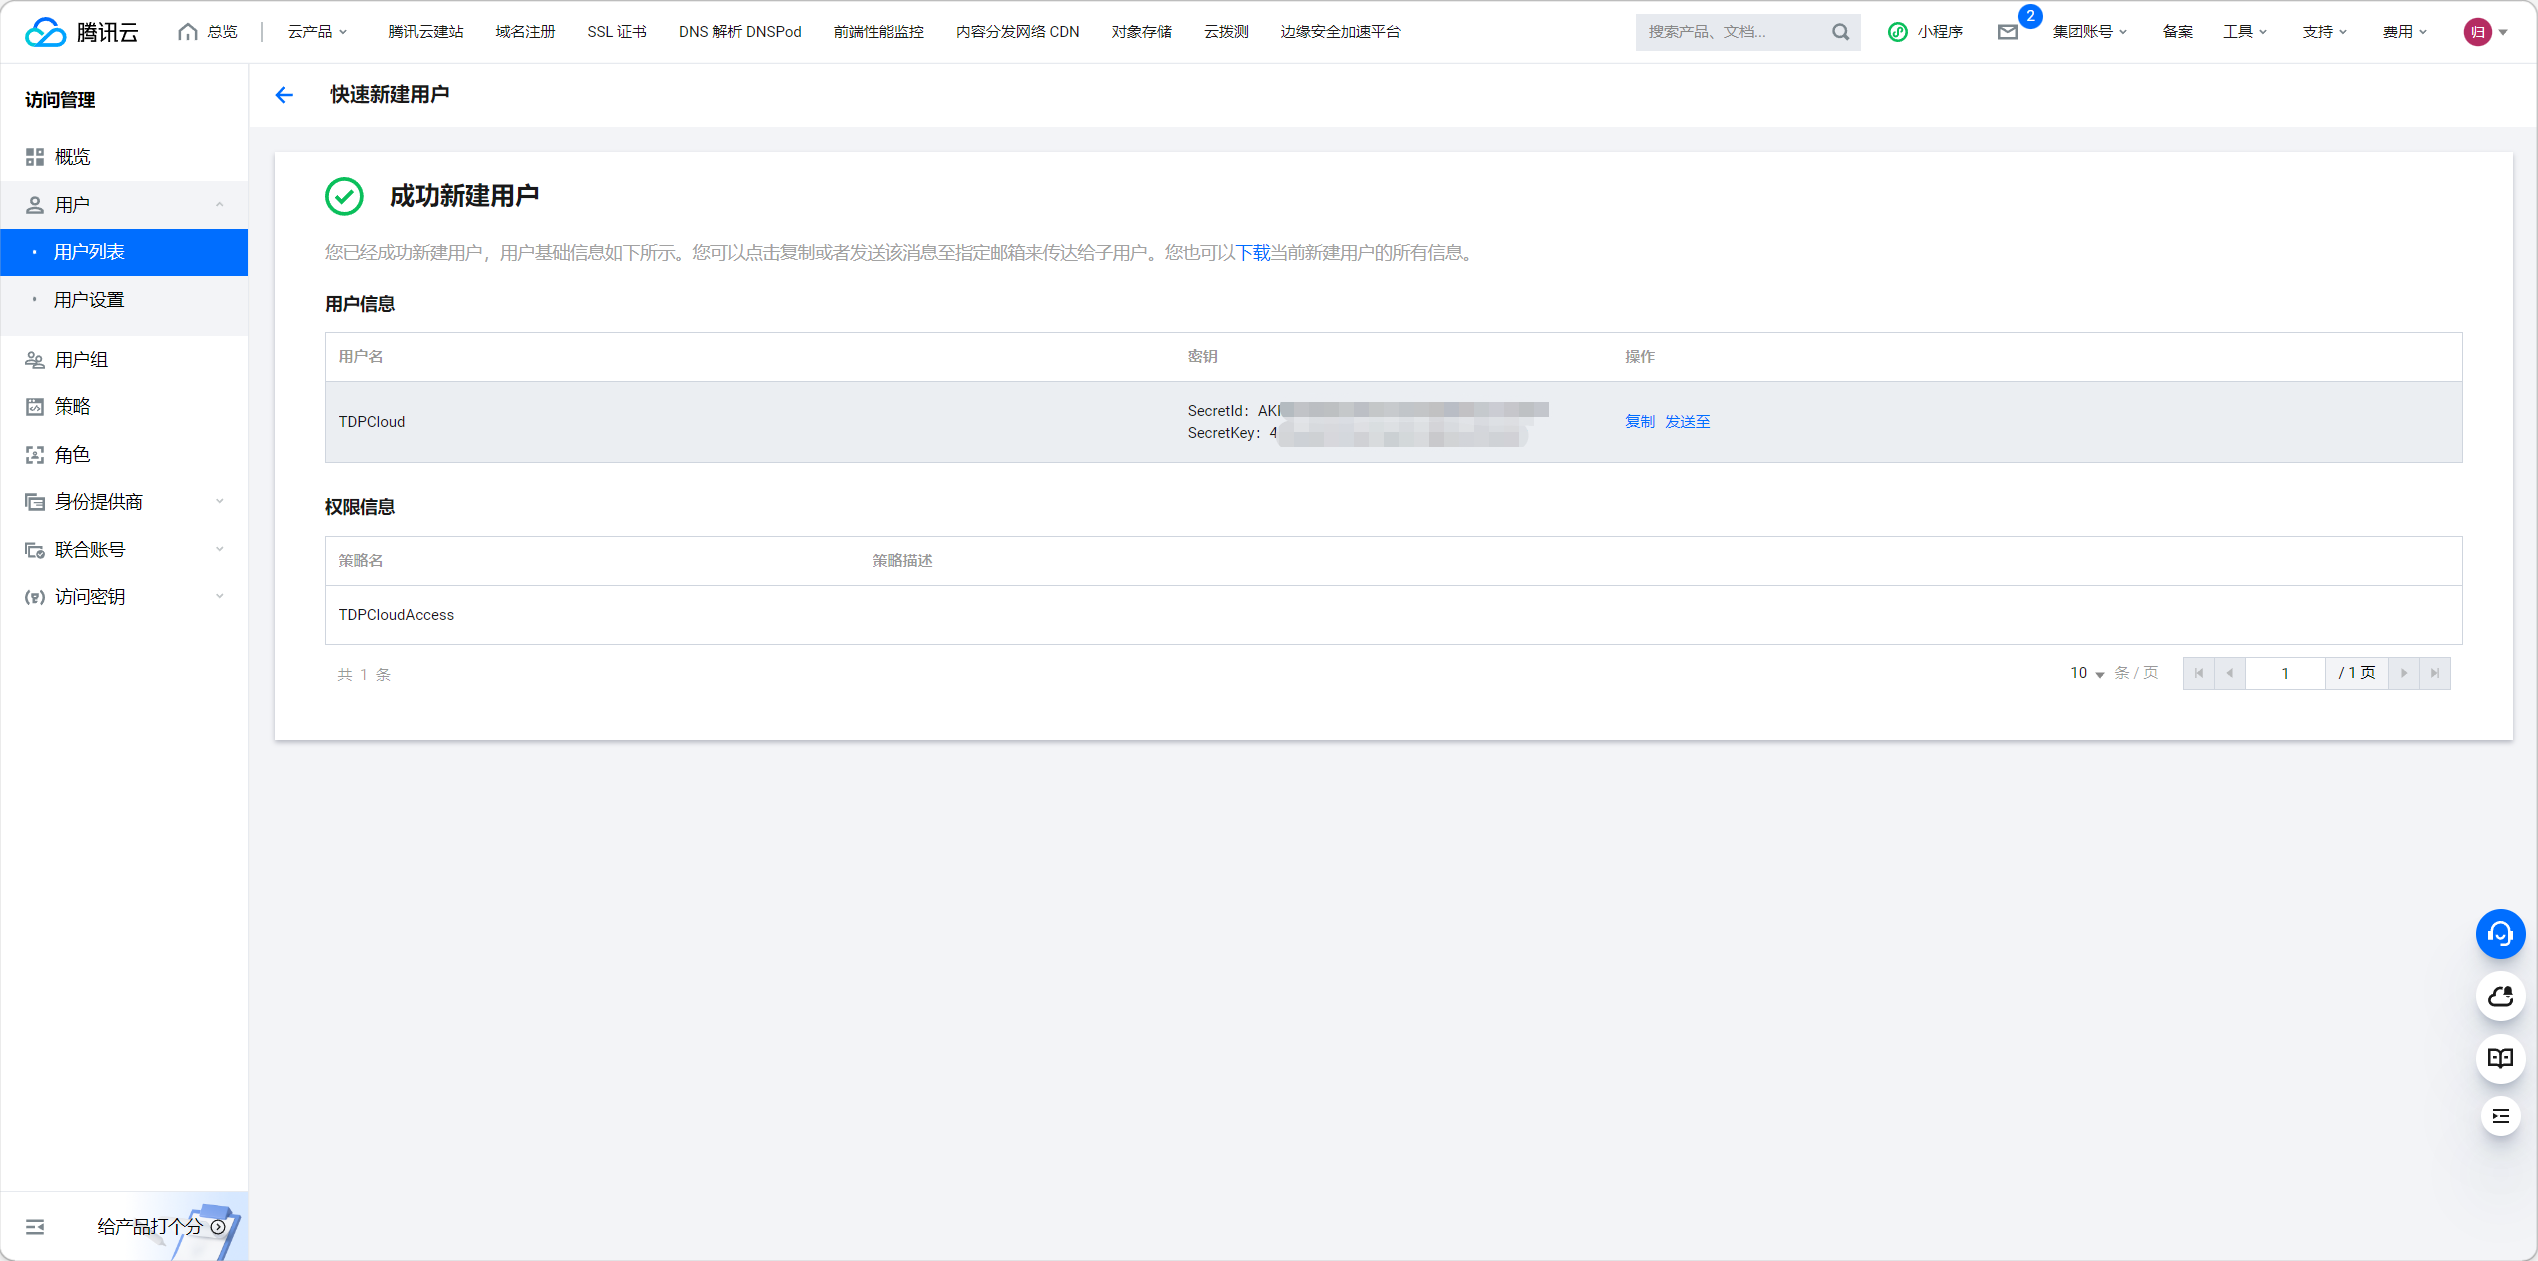 腾讯云 总览 云产品 腾讯云建站 域名注册 SSL 证书 DNS 解析 DNSPod 前端性能监控 内容分发网络 CDN 对象存储 云拨测 边缘安全加速平台 搜索产品、文档... 小程序 2 集团账号 备案 工具 支持 费用 归
访问管理
概览
用户
用户列表
用户设置
用户组
策略
角色
身份提供商
联合账号
访问密钥
给产品打个分
快速新建用户
成功新建用户
您已经成功新建用户，用户基础信息如下所示。您可以点击复制或者发送该消息至指定邮箱来传达给子用户。您也可以下载当前新建用户的所有信息。
用户信息
用户名 密钥 操作
TDPCloud
SecretId：AK
SecretKey：4
复制 发送至
权限信息
策略名 策略描述
TDPCloudAccess
共 1 条 10 条 / 页 1 / 1 页